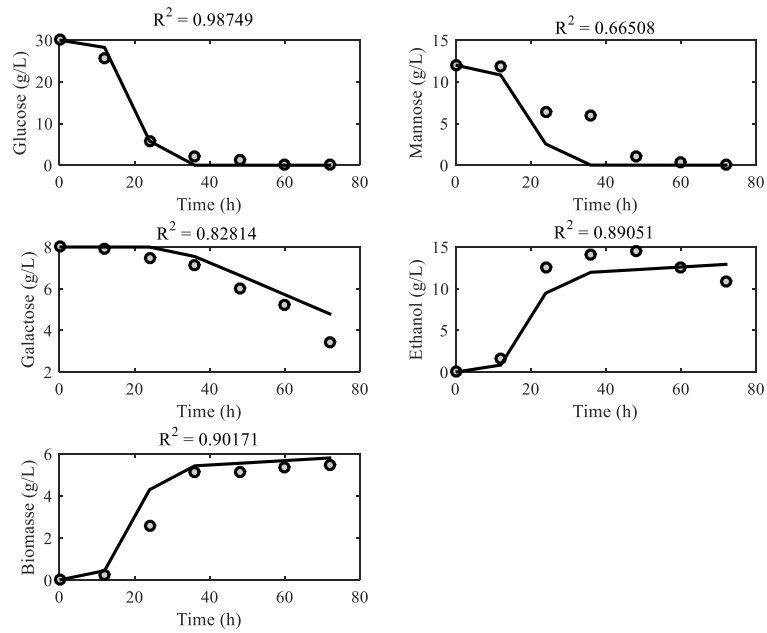 R² = 0.98749
Glucose (g/L)
30
20
10
0
0 20 40 60 80
Time (h)
R² = 0.66508
Mannose (g/L)
15
10
5
0
0 20 40 60 80
Time (h)
R² = 0.82814
Galactose (g/L)
8
6
4
2
0 20 40 60 80
Time (h)
R² = 0.89051
Ethanol (g/L)
15
10
5
0
0 20 40 60 80
Time (h)
R² = 0.90171
Biomasse (g/L)
6
4
2
0
0 20 40 60 80
Time (h)